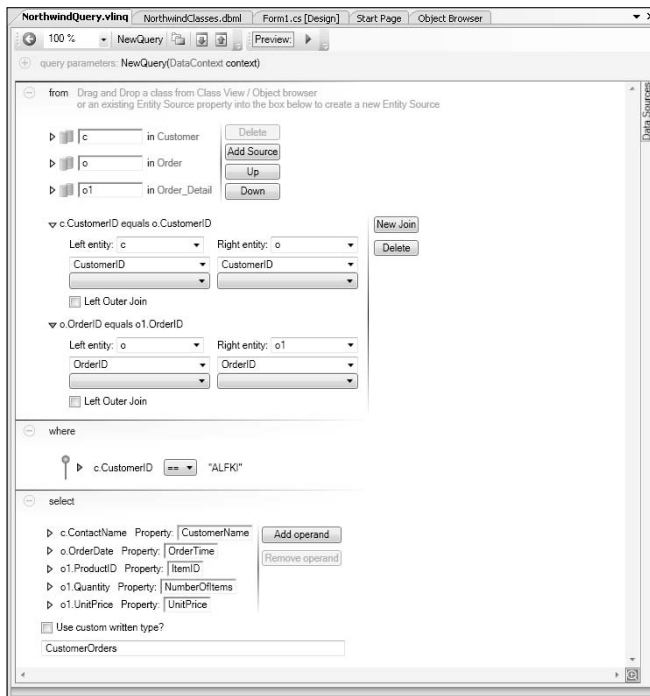 NorthwindQuery.vlinq NorthwindClasses.dbml Form1.cs [Design] Start Page Object Browser
100 % NewQuery Preview:
query parameters: NewQuery(DataContext context)
from Drag and Drop a class from Class View / Object browser
or an existing Entity Source property into the box below to create a new Entity Source
Data Sources
c in Customer Delete
Add Source
o in Order
Up
o1 in Order_Detail Down
c.CustomerID equals o.CustomerID New Join
Left entity: c Right entity: o Delete
CustomerID CustomerID
Left Outer Join
o.OrderID equals o1.OrderID
Left entity: o Right entity: o1
OrderID OrderID
Left Outer Join
where
c.CustomerID == "ALFKI"
select
c.ContactName Property: CustomerName Add operand
o.OrderDate Property: OrderTime
Remove operand
o1.ProductID Property: ItemID
o1.Quantity Property: NumberOfItems
o1.UnitPrice Property: UnitPrice
Use custom written type?
CustomerOrders